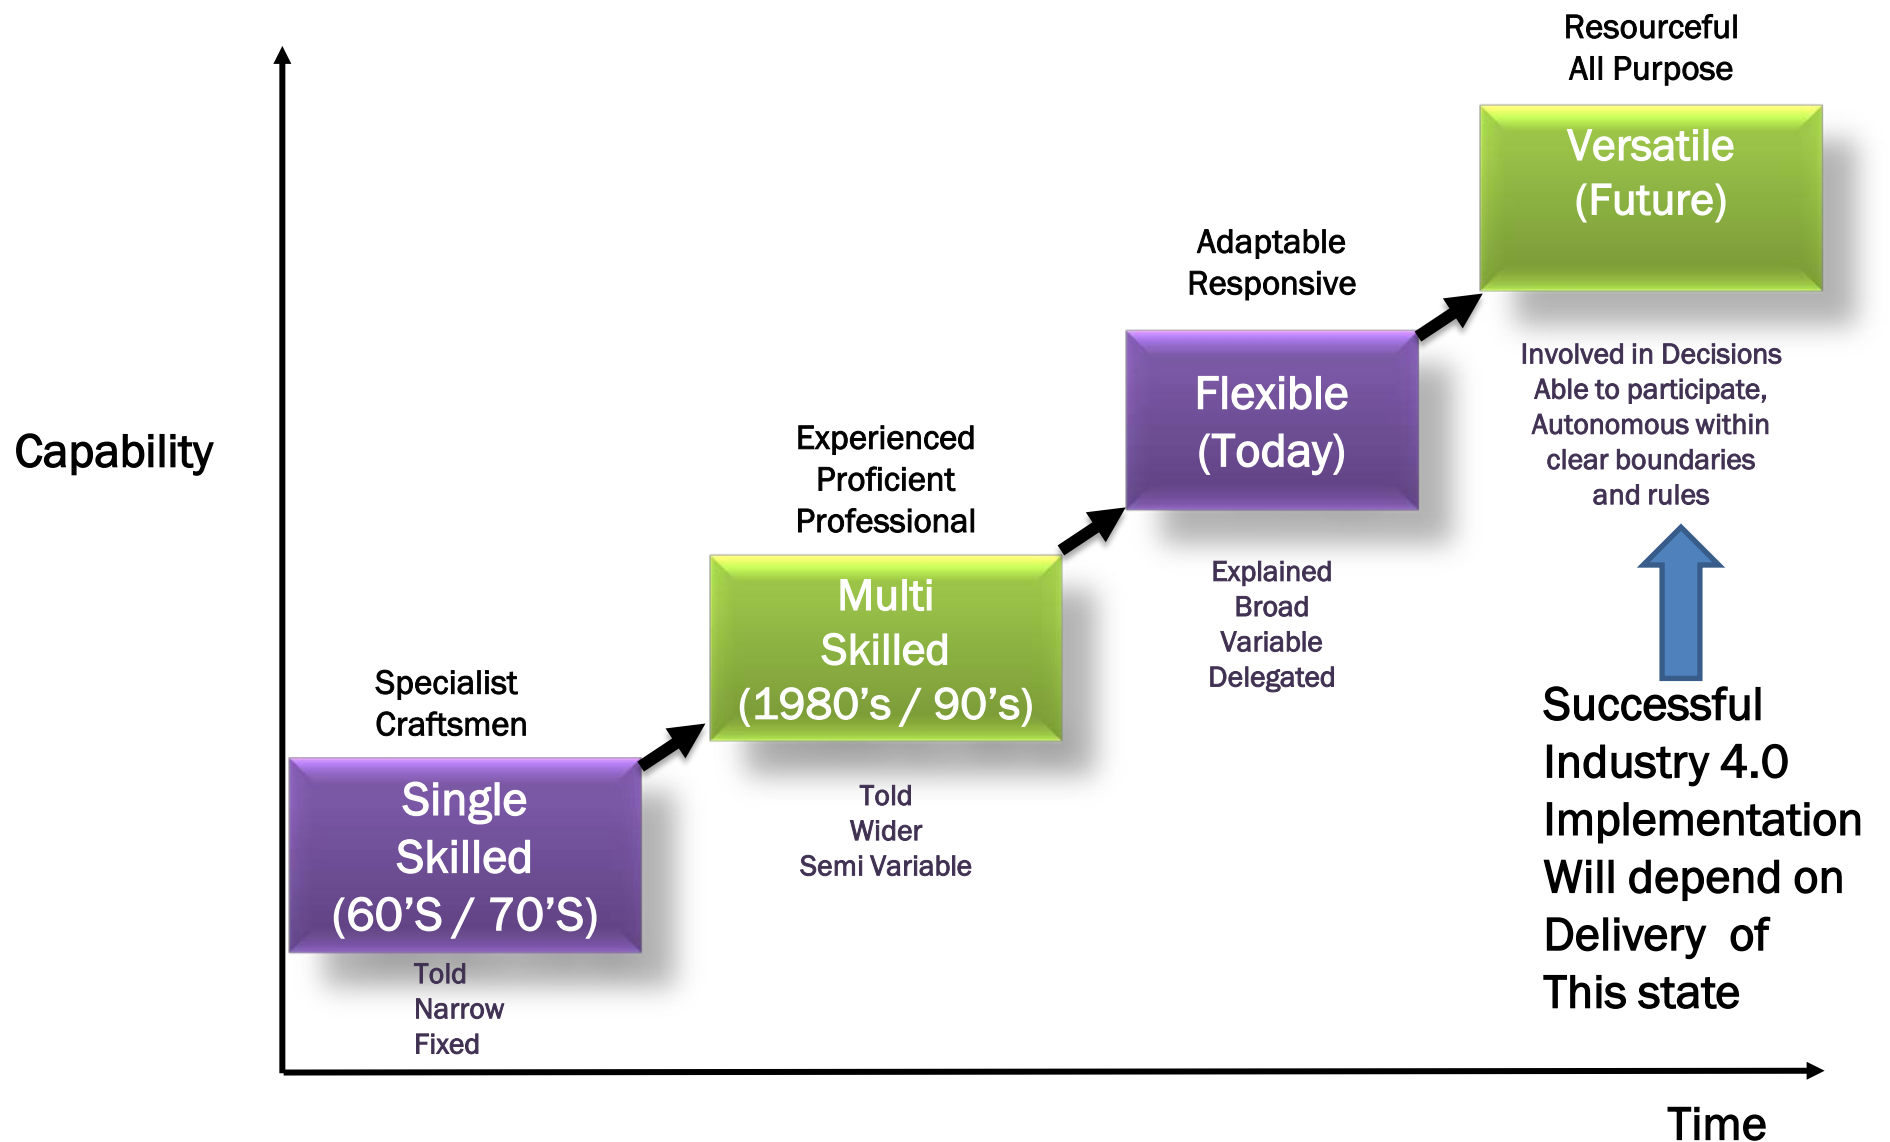 Resourceful
All Purpose
Versatile
(Future)
Involved in Decisions
Able to participate,
Autonomous within
clear boundaries
and rules
Adaptable
Responsive
Flexible
(Today)
Explained
Broad
Variable
Delegated
Capability
Experienced
Proficient
Professional
Multi
Skilled
(1980’s / 90’s)
Told
Wider
Semi Variable
Specialist
Craftsmen
Single
Skilled
(60’S / 70’S)
Told
Narrow
Fixed
Successful
Industry 4.0
Implementation
Will depend on
Delivery  of
This state
Time